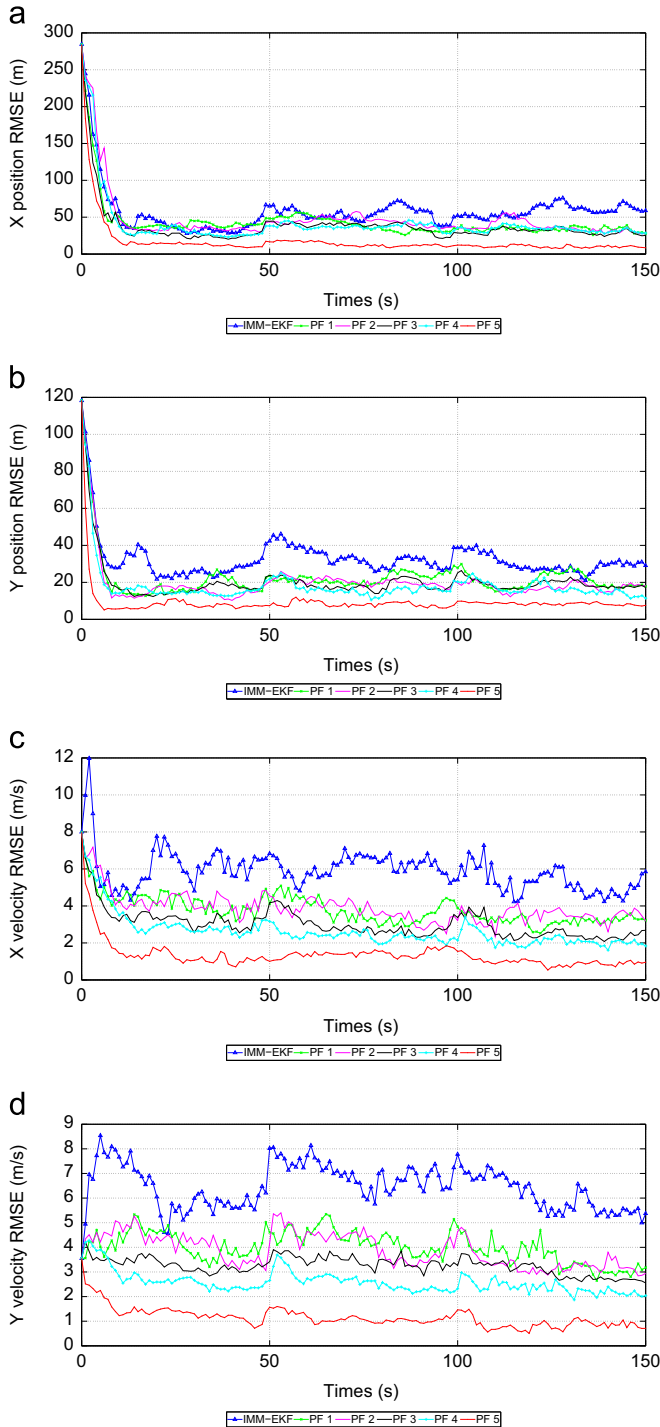 a
300
250
200
150
100
50
0
X position RMSE (m)
0 50 100 150
Times (s)
IMM−EKF PF 1 PF 2 PF 3 PF 4 PF 5
b
120
100
80
60
40
20
0
Y position RMSE (m)
0 50 100 150
Times (s)
IMM−EKF PF 1 PF 2 PF 3 PF 4 PF 5
c
12
10
8
6
4
2
0
X velocity RMSE (m/s)
0 50 100 150
Times (s)
IMM−EKF PF 1 PF 2 PF 3 PF 4 PF 5
d
9
8
7
6
5
4
3
2
1
0
Y velocity RMSE (m/s)
0 50 100 150
Times (s)
IMM−EKF PF 1 PF 2 PF 3 PF 4 PF 5